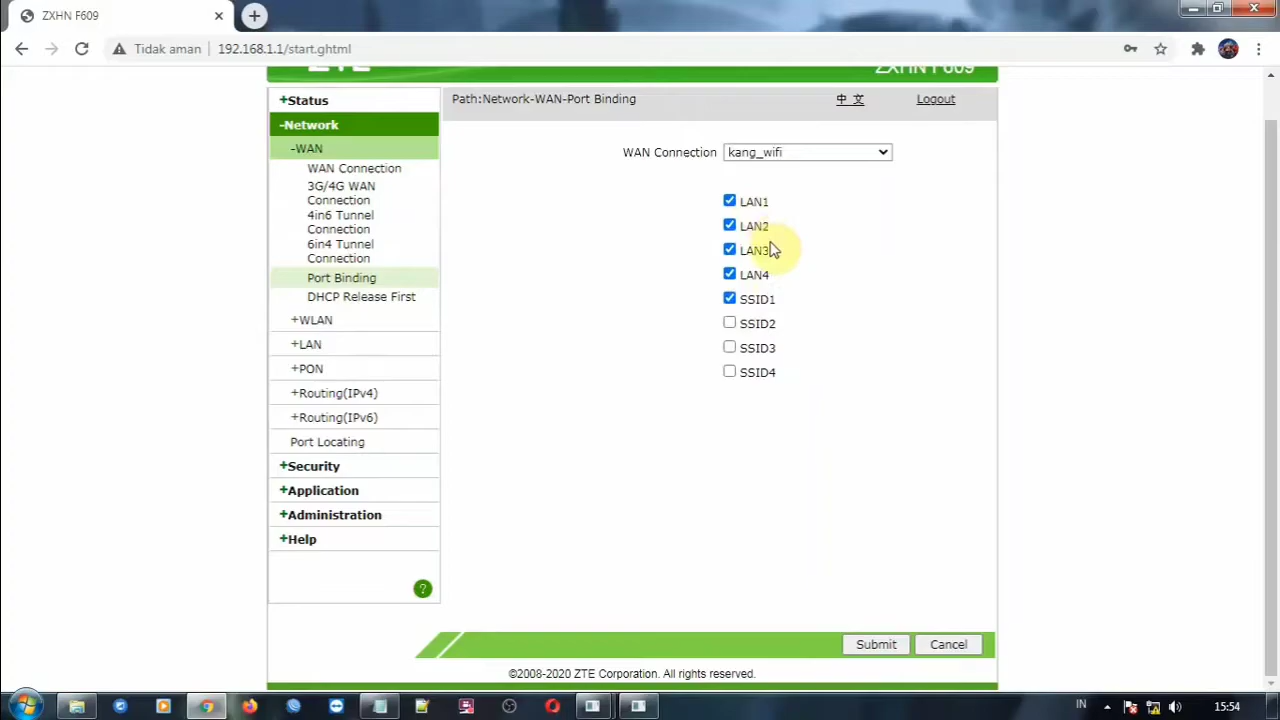 ZXHN F609
Tidak aman
192.168.1.1/start.ghtml
ZTE
ZXHN F609
+Status
-Network
-WAN
WAN Connection
3G/4G WAN
Connection
4in6 Tunnel
Connection
6in4 Tunnel
Connection
Port Binding
DHCP Release First
+WLAN
+LAN
+PON
+Routing(IPv4)
+Routing(IPv6)
Port Locating
+Security
+Application
+Administration
+Help
?
Path:Network-WAN-Port Binding
中 文
Logout
WAN Connection
kang_wifi
LAN1
LAN2
LAN3
LAN4
SSID1
SSID2
SSID3
SSID4
Submit
Cancel
©2008-2020 ZTE Corporation. All rights reserved.
IN
15:54